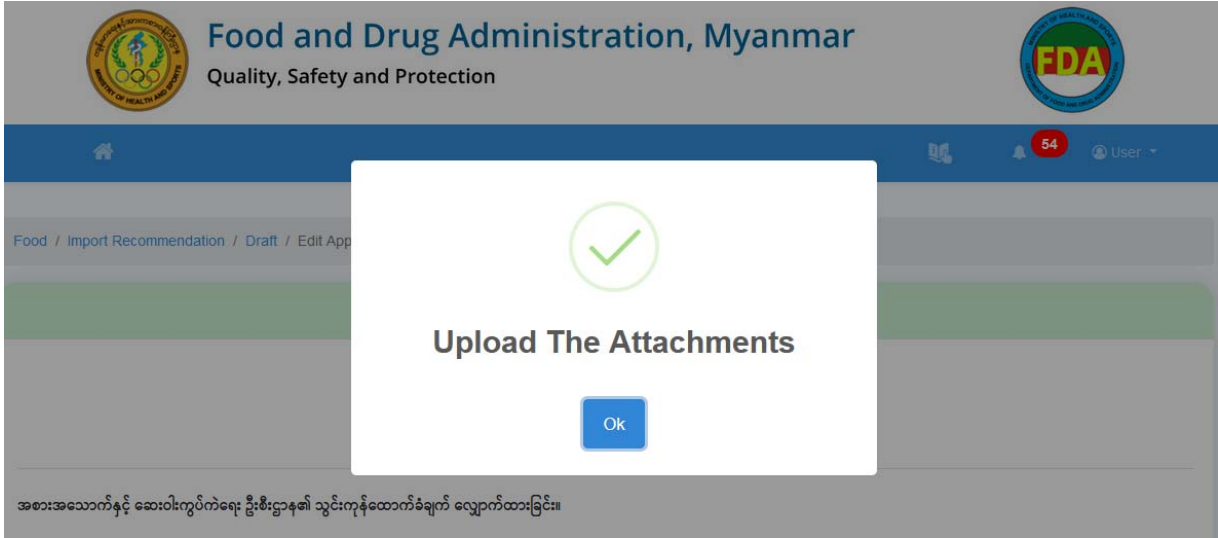 Food and Drug Administration, Myanmar
Quality, Safety and Protection
FDA
54
User
Food / Import Recommendation / Draft / Edit App
Upload The Attachments
Ok
အစားအသောက်နှင့် ဆေးဝါးကွပ်ကဲရေး ဦးစီးဌာန၏ သွင်းကုန်ထောက်ခံချက် လျှောက်ထားခြင်း။